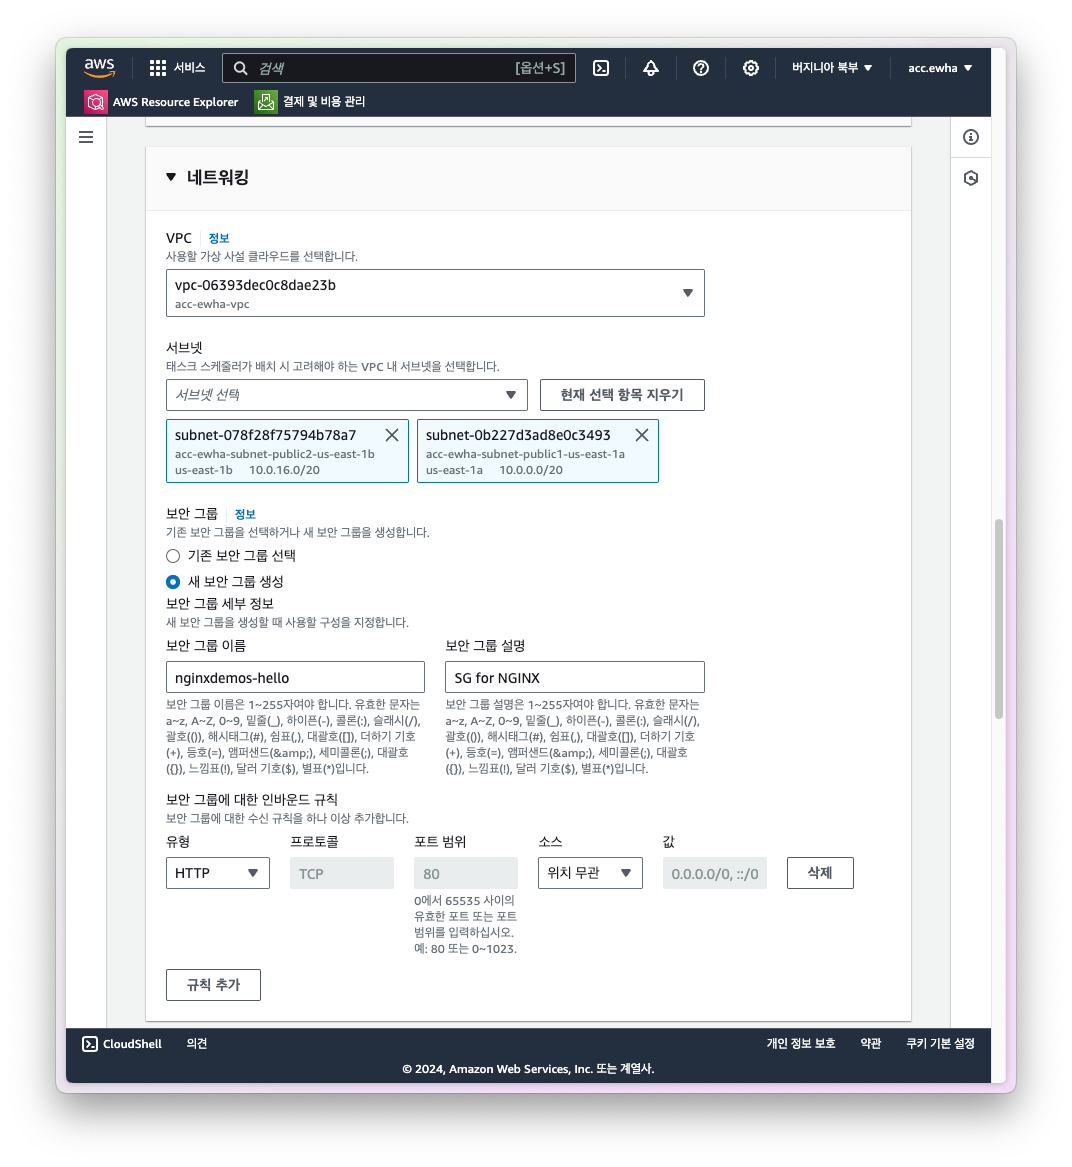 aws
서비스
검색
[옵션+S]
버지니아 북부
acc.ewha
AWS Resource Explorer
결제 및 비용 관리
네트워킹
VPC
정보
사용할 가상 사설 클라우드를 선택합니다.
vpc-06393dec0c8dae23b
acc-ewha-vpc
서브넷
태스크 스케줄러가 배치 시 고려해야 하는 VPC 내 서브넷을 선택합니다.
서브넷 선택
현재 선택 항목 지우기
subnet-078f28f75794b78a7
acc-ewha-subnet-public2-us-east-1b
us-east-1b 10.0.16.0/20
subnet-0b227d3ad8e0c3493
acc-ewha-subnet-public1-us-east-1a
us-east-1a 10.0.0.0/20
보안 그룹
정보
기존 보안 그룹을 선택하거나 새 보안 그룹을 생성합니다.
기존 보안 그룹 선택
새 보안 그룹 생성
보안 그룹 세부 정보
새 보안 그룹을 생성할 때 사용할 구성을 지정합니다.
보안 그룹 이름
nginxdemos-hello
보안 그룹 이름은 1~255자여야 합니다. 유효한 문자는
a~z, A~Z, 0~9, 밑줄(_), 하이픈(-), 콜론(:), 슬래시(/),
괄호(()), 해시태그(#), 쉼표(,), 대괄호([]), 더하기 기호
(+), 등호(=), 앰퍼샌드(&amp;), 세미콜론(;), 대괄호
({}), 느낌표(!), 달러 기호($), 별표(*)입니다.
보안 그룹 설명
SG for NGINX
보안 그룹 설명은 1~255자여야 합니다. 유효한 문자는
a~z, A~Z, 0~9, 밑줄(_), 하이픈(-), 콜론(:), 슬래시(/),
괄호(()), 해시태그(#), 쉼표(,), 대괄호([]), 더하기 기호
(+), 등호(=), 앰퍼샌드(&amp;), 세미콜론(;), 대괄호
({}), 느낌표(!), 달러 기호($), 별표(*)입니다.
보안 그룹에 대한 인바운드 규칙
보안 그룹에 대한 수신 규칙을 하나 이상 추가합니다.
유형
HTTP
프로토콜
TCP
포트 범위
80
0에서 65535 사이의
유효한 포트 또는 포트
범위를 입력하십시오.
예: 80 또는 0~1023.
소스
위치 무관
값
0.0.0.0/0, ::/0
삭제
규칙 추가
CloudShell
의견
개인 정보 보호
약관
쿠키 기본 설정
© 2024, Amazon Web Services, Inc. 또는 계열사.